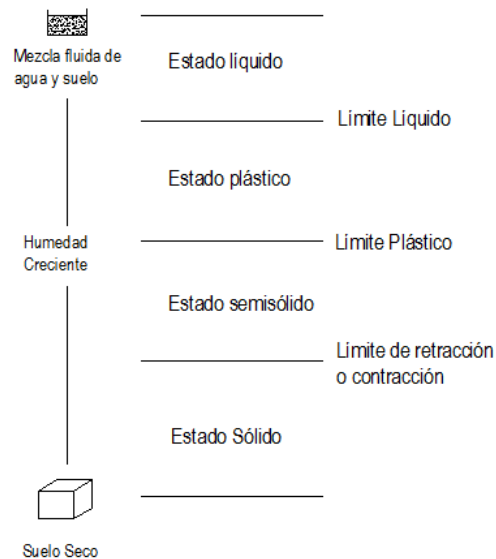 Mezcla fluida de
agua y suelo
Estado líquido
Límite Líquido
Estado plástico
Humedad
Creciente
Límite Plástico
Estado semisólido
Límite de retracción
o contracción
Estado Sólido
Suelo Seco